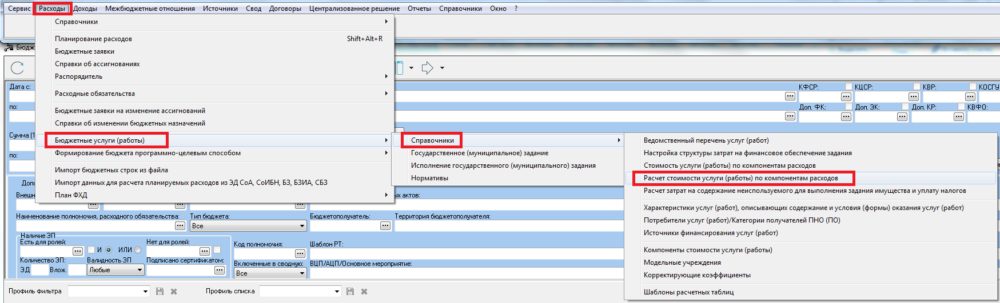 Сервис Расходы Доходы Межбюджетные отношения Источники Свод Договоры Централизованное решение Отчеты Справочники Окно ?
Справочники
Планирование расходов Shift+Alt+R
Бюджетные заявки
Справки об ассигнованиях
Распорядитель
Расходные обязательства
Бюджетные заявки на изменение ассигнований
Справки об изменении бюджетных назначений
Бюджетные услуги (работы)
Формирование бюджета программно-целевым способом
Импорт бюджетных строк из файла
Импорт данных для расчета планируемых расходов из ЭД СоА, СоИБН, БЗ, БЗИА, СБЗ
План ФХД
Справочники
Государственное (муниципальное) задание
Исполнение государственного (муниципального) задания
Нормативы
Ведомственный перечень услуг (работ)
Настройка структуры затрат на финансовое обеспечение задания
Стоимость услуги (работы) по компонентам расходов
Расчет стоимости услуги (работы) по компонентам расходов
Расчет затрат на содержание неиспользуемого для выполнения задания имущества и уплату налогов
Характеристики услуг (работ), описывающих содержание и условия (формы) оказания услуг (работ)
Потребители услуг (работ)/Категории получателей ПНО (ПО)
Источники финансирования услуг (работ)
Компоненты стоимости услуги (работы)
Модельные учреждения
Корректирующие коэффициенты
Шаблоны расчетных таблиц
Бюдж
Дата с:
КФСР: КЦСР: КВР: КОСГУ
по:
Доп. ФК: Доп. ЭК: Доп. КР: КВФО:
Сумма (1
по:
Допо
Внешн
ых актов:
Наименование полномочия, расходного обязательства: Тип бюджета: Бюджетополучатель: Территория бюджетополучателя:
Все
Наличие ЭП
Есть для ролей: Нет для ролей:
И ИЛИ
Код полномочия: Шаблон РТ:
Количество ЭП: Валидность ЭП Подписано сертификатом:
Включенные в сводную: ВЦП/АЦП/Основное мероприятие:
ЭД Влож. Любые
Все
Профиль фильтра Профиль списка